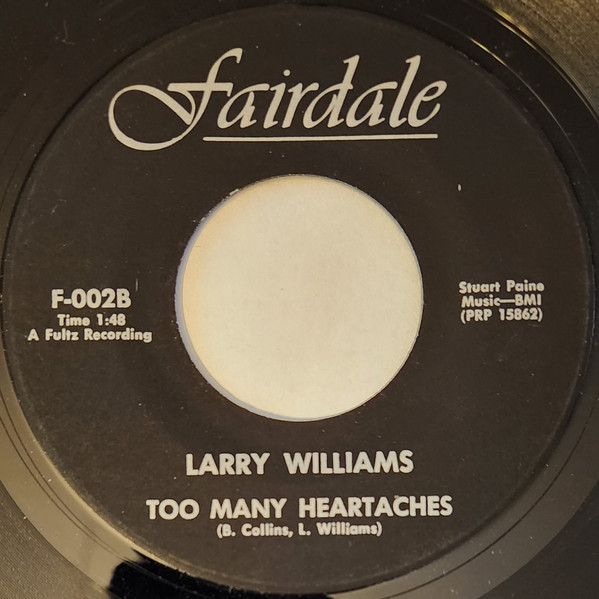 Fairdale
F-002B
Time 1:48
A Fultz Recording
Stuart Paine
Music—BMI
(PRP 15862)
LARRY WILLIAMS
TOO MANY HEARTACHES
(B. Collins, L. Williams)